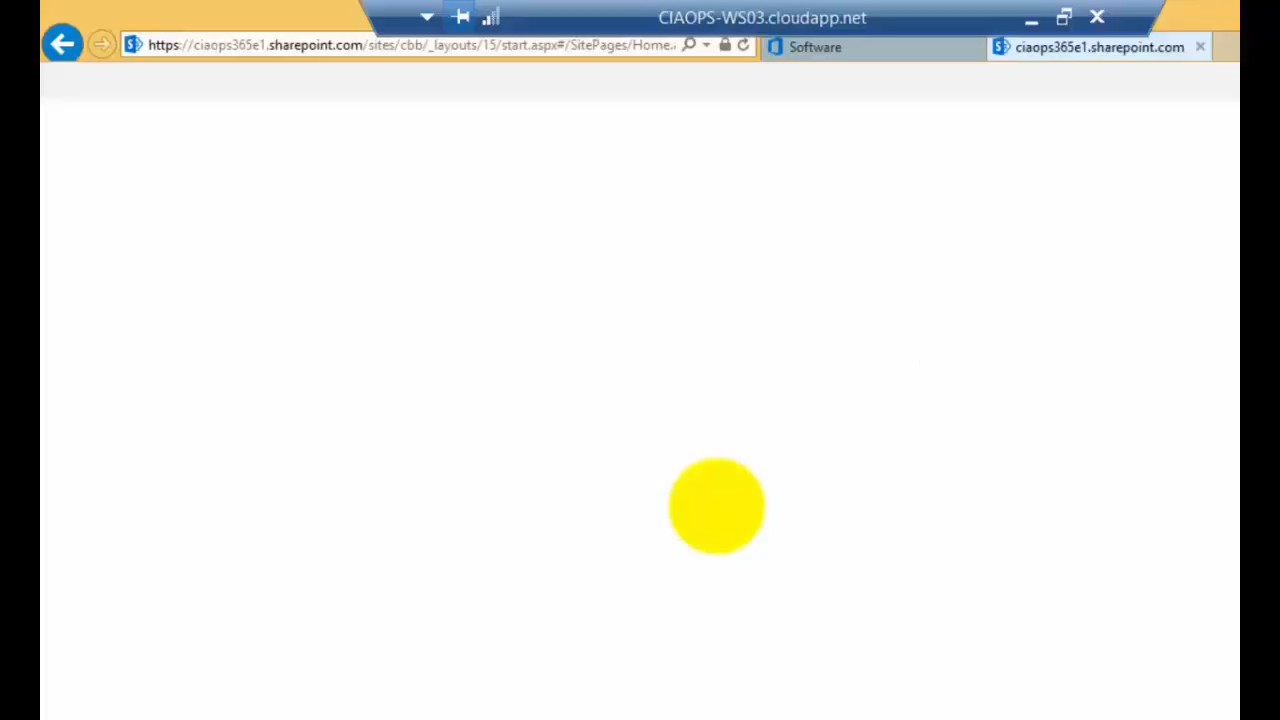 CIAOPS-WS03.cloudapp.net
https://ciaops365e1.sharepoint.com/sites/cbb/_layouts/15/start.aspx#/SitePages/Home.
Software
ciaops365e1.sharepoint.com